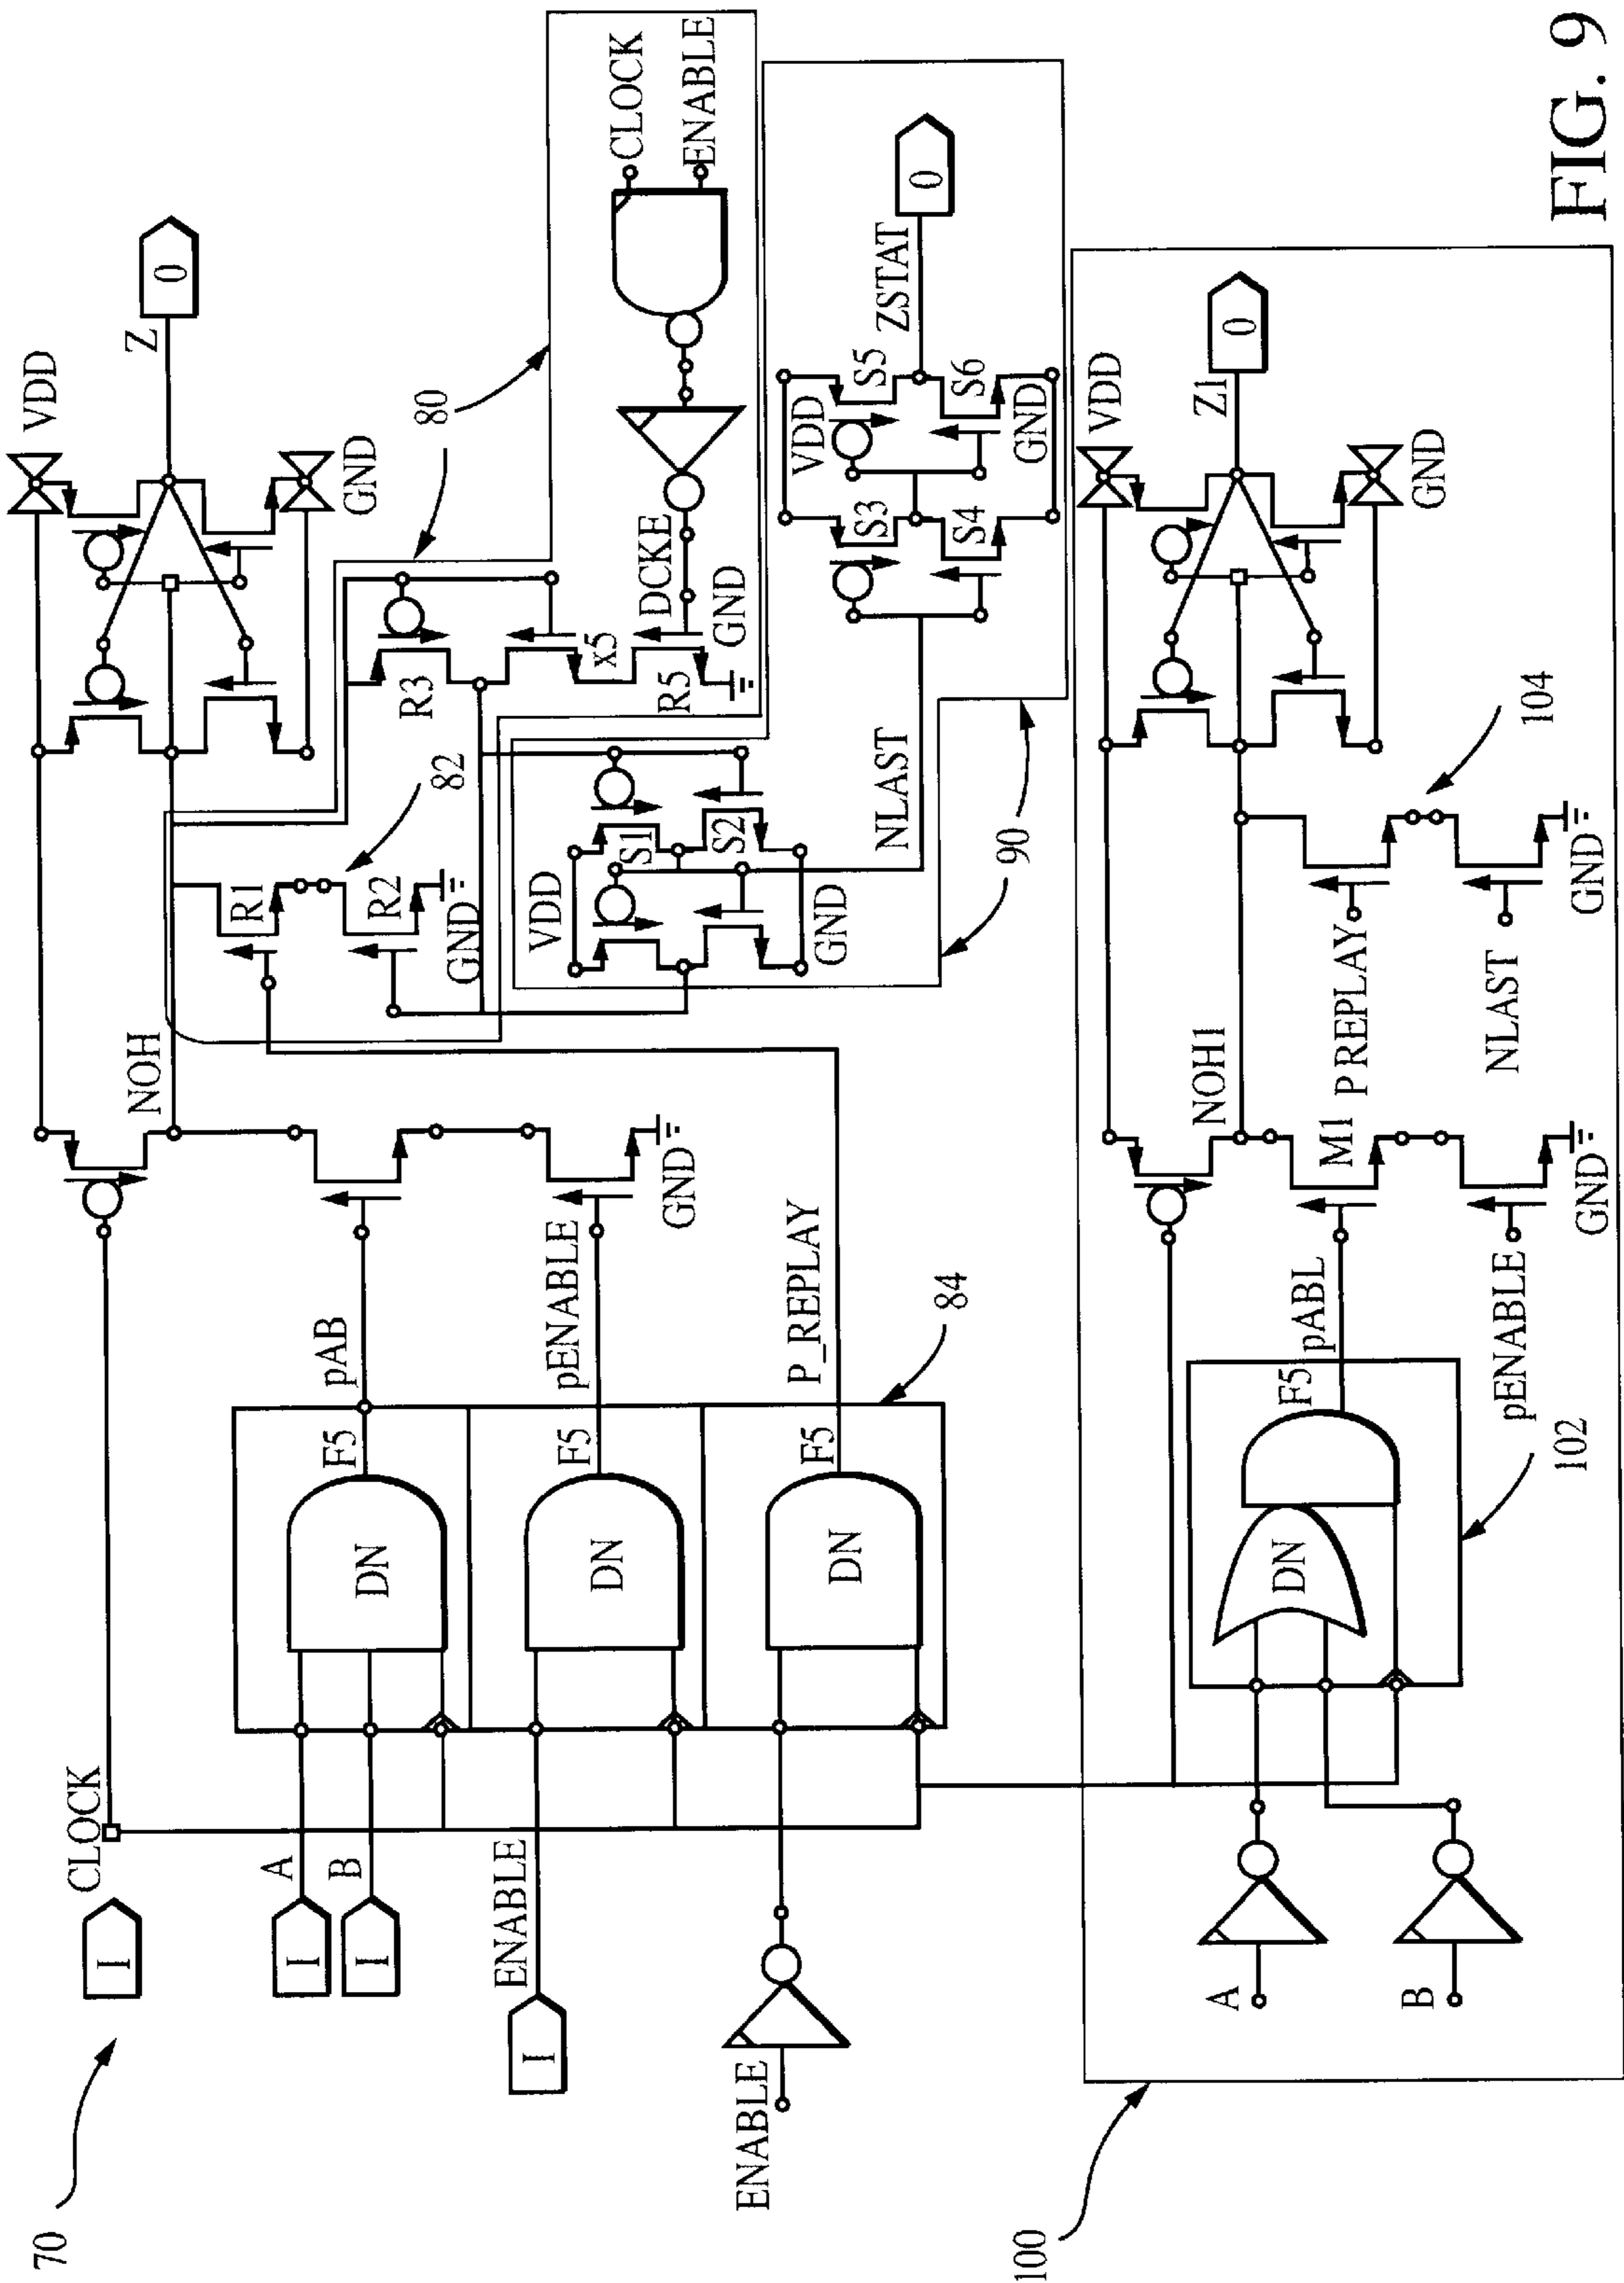 70
CLOCK
I
A
I
B
I
ENABLE
I
ENABLE
DN
F5
pAB
DN
F5
pENABLE
DN
F5
P_REPLAY
84
NOH
GND
VDD
Z
0
GND
R1
R2
GND
82
80
R3
x5
R5
GND
DCKE
CLOCK
ENABLE
VDD
S1
S2
GND
NLAST
90
VDD
S3
S4
S5
S6
GND
ZSTAT
0
100
A
B
DN
F5
pABL
102
pENABLE
NOH1
M1
GND
P REPLAY
NLAST
GND
104
VDD
GND
Z1
0
FIG. 9